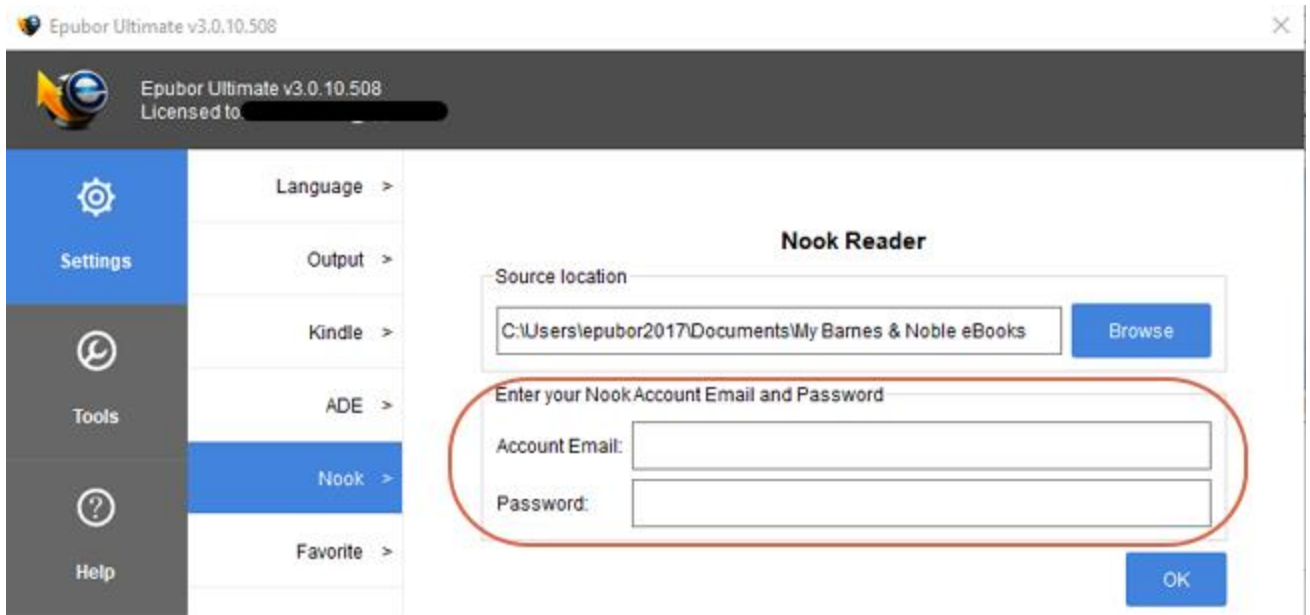 Epubor Ultimate v3.0.10.508
Epubor Ultimate v3.0.10.508
Licensed to
Settings
Tools
Help
Language >
Output >
Kindle >
ADE >
Nook >
Favorite >
Nook Reader
Source location
C:\Users\epubor2017\Documents\My Barnes & Noble eBooks
Browse
Enter your Nook Account Email and Password
Account Email:
Password:
OK